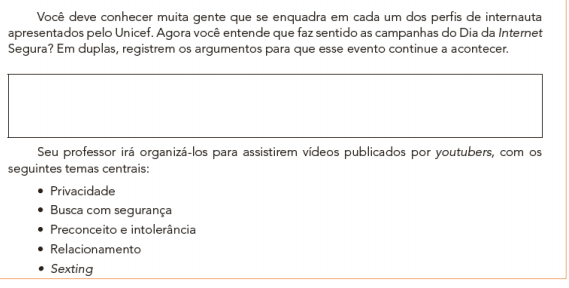 Você deve conhecer muita gente que se enquadra em cada um dos perfis de internauta
apresentados pelo Unicef. Agora você entende que faz sentido as campanhas do Dia da Internet
Segura? Em duplas, registrem os argumentos para que esse evento continue a acontecer.
Seu professor irá organizá-los para assistirem vídeos publicados por youtubers, com os
seguintes temas centrais:
• Privacidade
• Busca com segurança
• Preconceito e intolerância
• Relacionamento
• Sexting